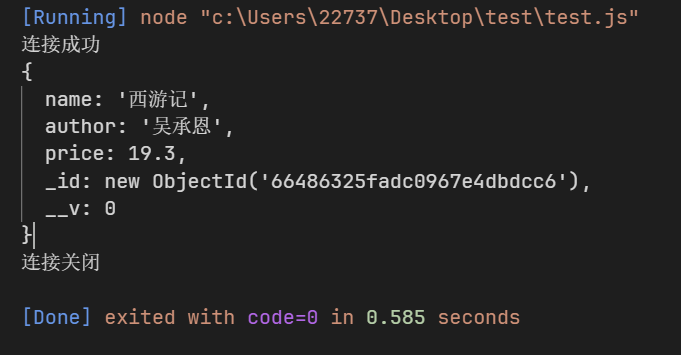 [Running] node "c:\Users\22737\Desktop\test\test.js"
连接成功
{
  name: '西游记',
  author: '吴承恩',
  price: 19.3,
  _id: new ObjectId('66486325fadc0967e4dbdcc6'),
  __v: 0
}
连接关闭
[Done] exited with code=0 in 0.585 seconds